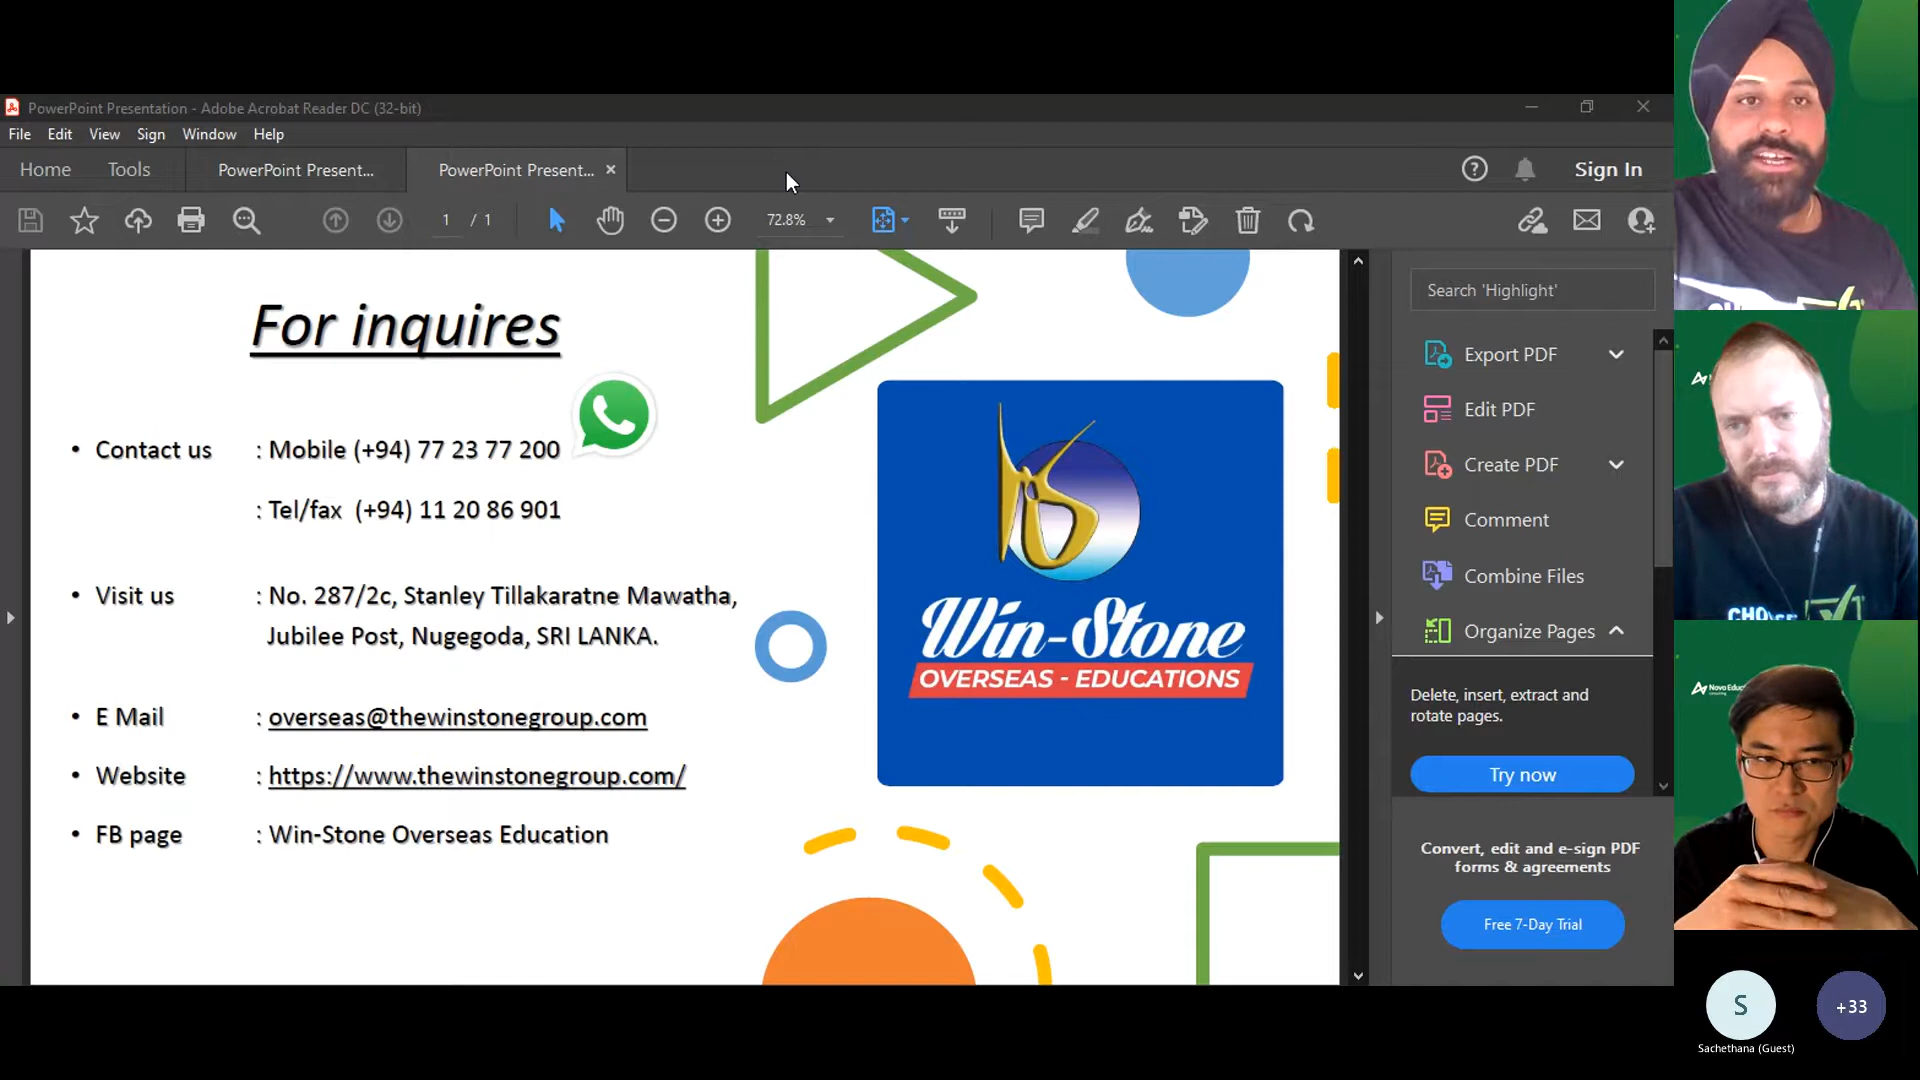 PowerPoint Presentation - Adobe Acrobat Reader DC (32-bit)
File Edit View Sign Window Help
Home Tools PowerPoint Present... PowerPoint Present... Sign In
1 / 1 72.8%
For inquires
• Contact us : Mobile (+94) 77 23 77 200
: Tel/fax (+94) 11 20 86 901
• Visit us : No. 287/2c, Stanley Tillakaratne Mawatha,
Jubilee Post, Nugegoda, SRI LANKA.
• E Mail : overseas@thewinstonegroup.com
• Website : https://www.thewinstonegroup.com/
• FB page : Win-Stone Overseas Education
Win-Stone
OVERSEAS - EDUCATIONS
Search 'Highlight'
Export PDF
Edit PDF
Create PDF
Comment
Combine Files
Organize Pages
Delete, insert, extract and
rotate pages.
Try now
Convert, edit and e-sign PDF
forms & agreements
Free 7-Day Trial
S
Sachethana (Guest)
+33